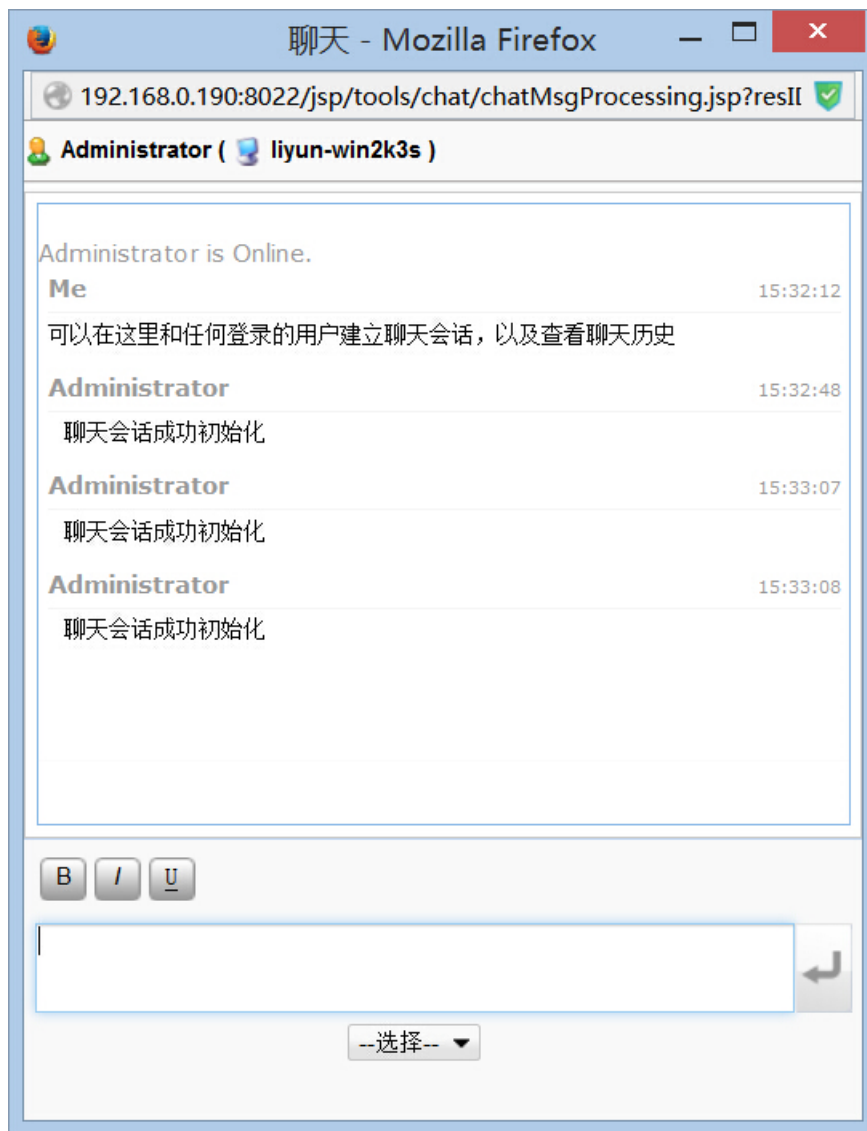 聊天 - Mozilla Firefox
192.168.0.190:8022/jsp/tools/chat/chatMsgProcessing.jsp?resII
Administrator ( liyun-win2k3s )
Administrator is Online.
Me 15:32:12
可以在这里和任何登录的用户建立聊天会话，以及查看聊天历史
Administrator 15:32:48
聊天会话成功初始化
Administrator 15:33:07
聊天会话成功初始化
Administrator 15:33:08
聊天会话成功初始化
B I U
--选择--